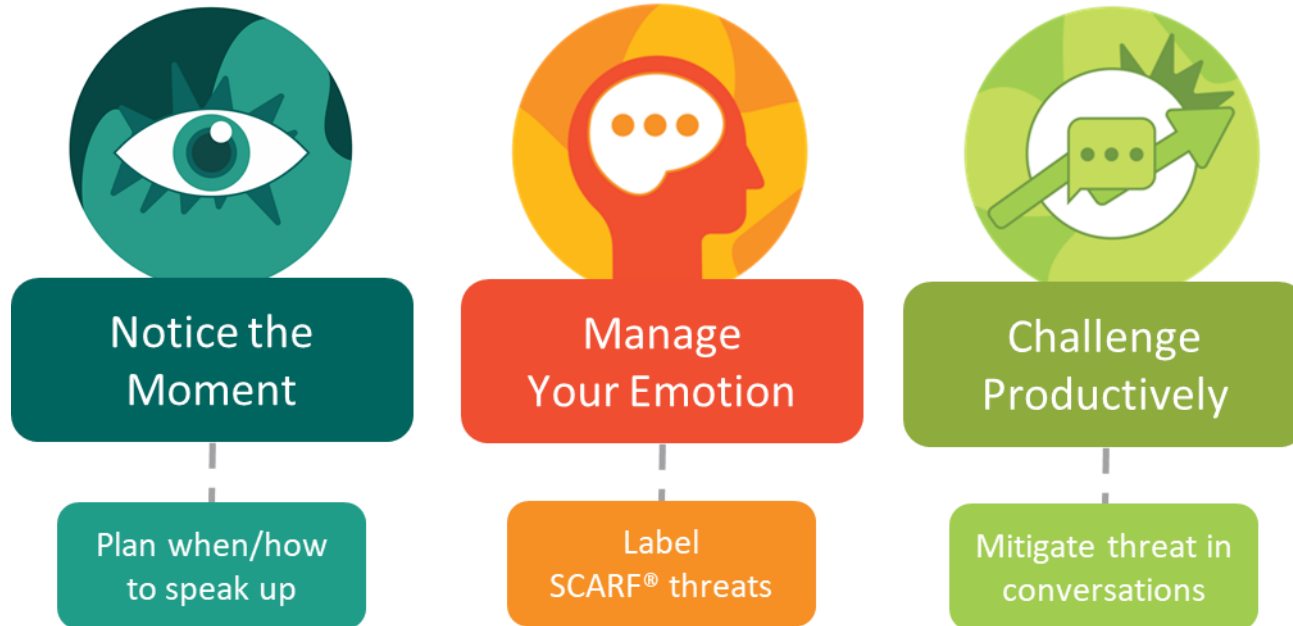 Notice the
Moment
Manage
Your Emotion
Challenge
Productively
Plan when/how
to speak up
Label
SCARF® threats
Mitigate threat in
conversations